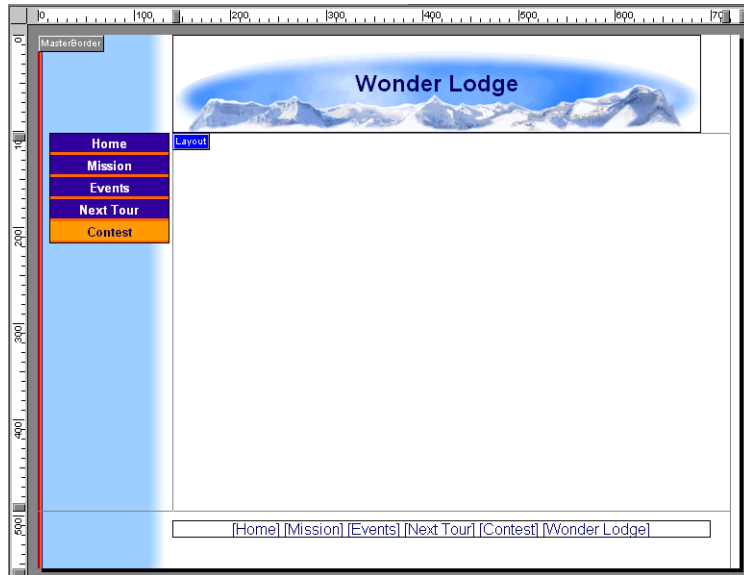 0 100 200 300 400 500 600 70
0
MasterBorder
Wonder Lodge
100
Home
Layout
Mission
Events
Next Tour
Contest
200
300
400
500
[Home] [Mission] [Events] [Next Tour] [Contest] [Wonder Lodge]